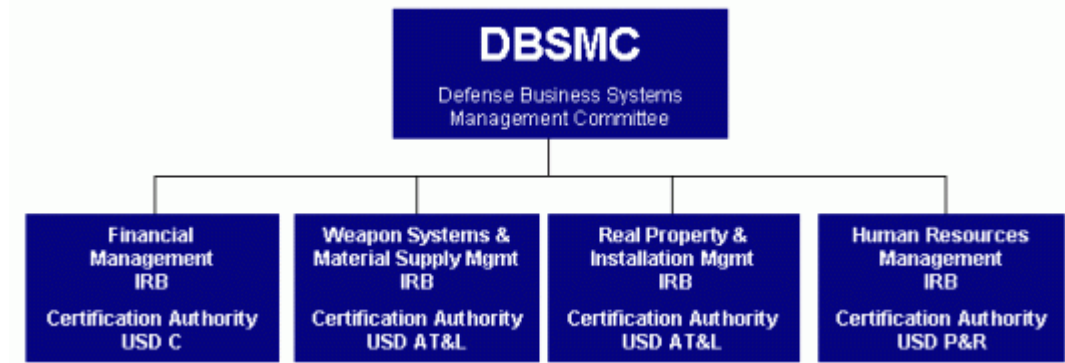 DBSMC
Defense Business Systems
Management Committee
Financial
Management
IRB
Certification Authority
USD C
Weapon Systems &
Material Supply Mgmt
IRB
Certification Authority
USD AT&L
Real Property &
Installation Mgmt
IRB
Certification Authority
USD AT&L
Human Resources
Management
IRB
Certification Authority
USD P&R